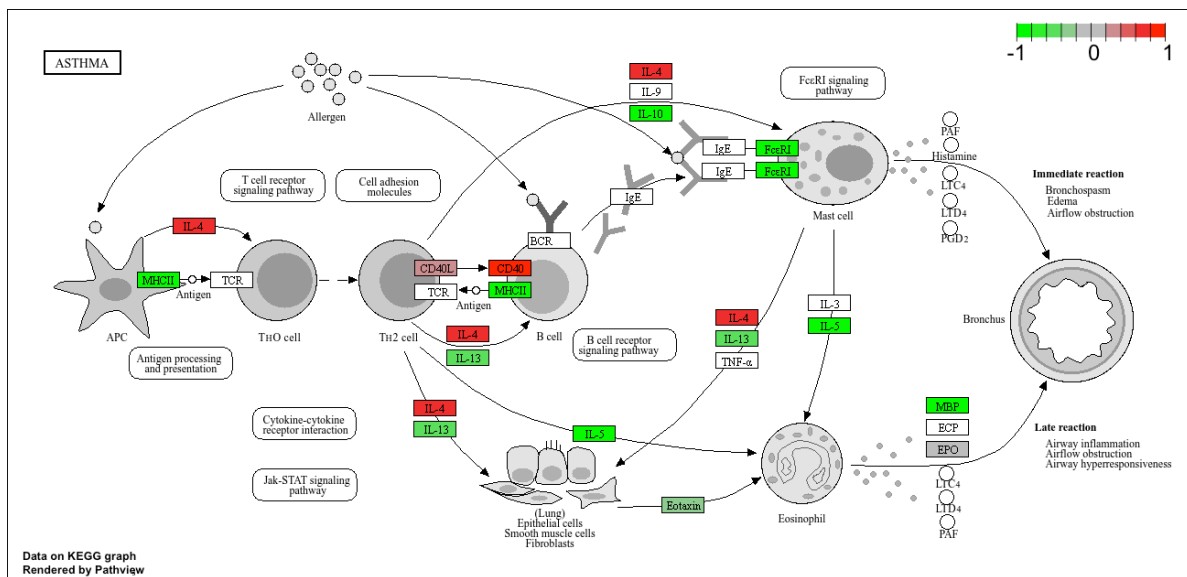 -1
0
1
ASTHMA
Allergen
IL-4
IL-9
IL-10
FcεRI signaling
pathway
T cell receptor
signaling pathway
Cell adhesion
molecules
IgE
FcεRI
IgE
FcεRI
IgE
Mast cell
PAF
Histamine
LTC4
LTD4
PGD2
Immediate reaction
Bronchospasm
Edema
Airflow obstruction
IL-4
MHCII
TCR
Antigen
APC
TH0 cell
BCR
CD40L
CD40
TCR
MHCII
Antigen
TH2 cell
B cell
IL-4
IL-13
B cell receptor
signaling pathway
Antigen processing
and presentation
IL-3
IL-5
IL-4
IL-13
TNF-α
Bronchus
Cytokine-cytokine
receptor interaction
IL-4
IL-13
IL-5
Jak-STAT signaling
pathway
(Lung)
Epithelial cells
Smooth muscle cells
Fibroblasts
Eotaxin
Eosinophil
MBP
ECP
EPO
LTC4
LTD4
PAF
Late reaction
Airway inflammation
Airflow obstruction
Airway hyperresponsiveness
Data on KEGG graph
Rendered by Pathview